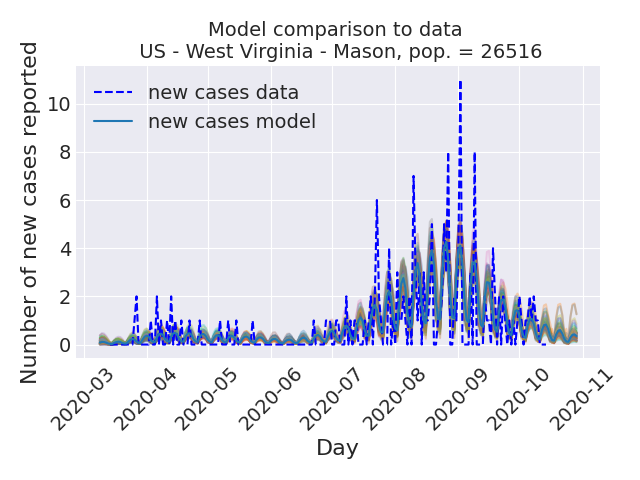 Model comparison to data
US - West Virginia - Mason, pop. = 26516
Number of new cases reported
10
8
6
4
2
0
new cases data
new cases model
2020-03
2020-04
2020-05
2020-06
2020-07
2020-08
2020-09
2020-10
2020-11
Day